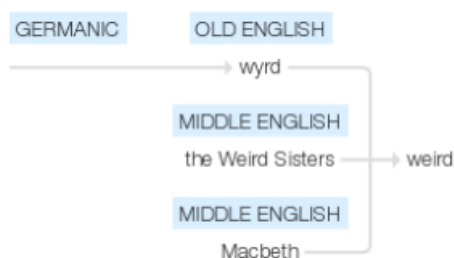 GERMANIC OLD ENGLISH
wyrd
MIDDLE ENGLISH
the Weird Sisters weird
MIDDLE ENGLISH
Macbeth